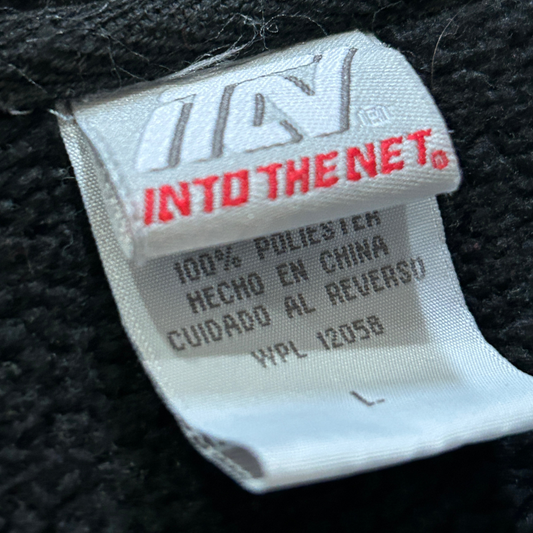 ITN
INTO THE NET®
100% POLIESTER
HECHO EN CHINA
CUIDADO AL REVERSO
WPL 12058
L